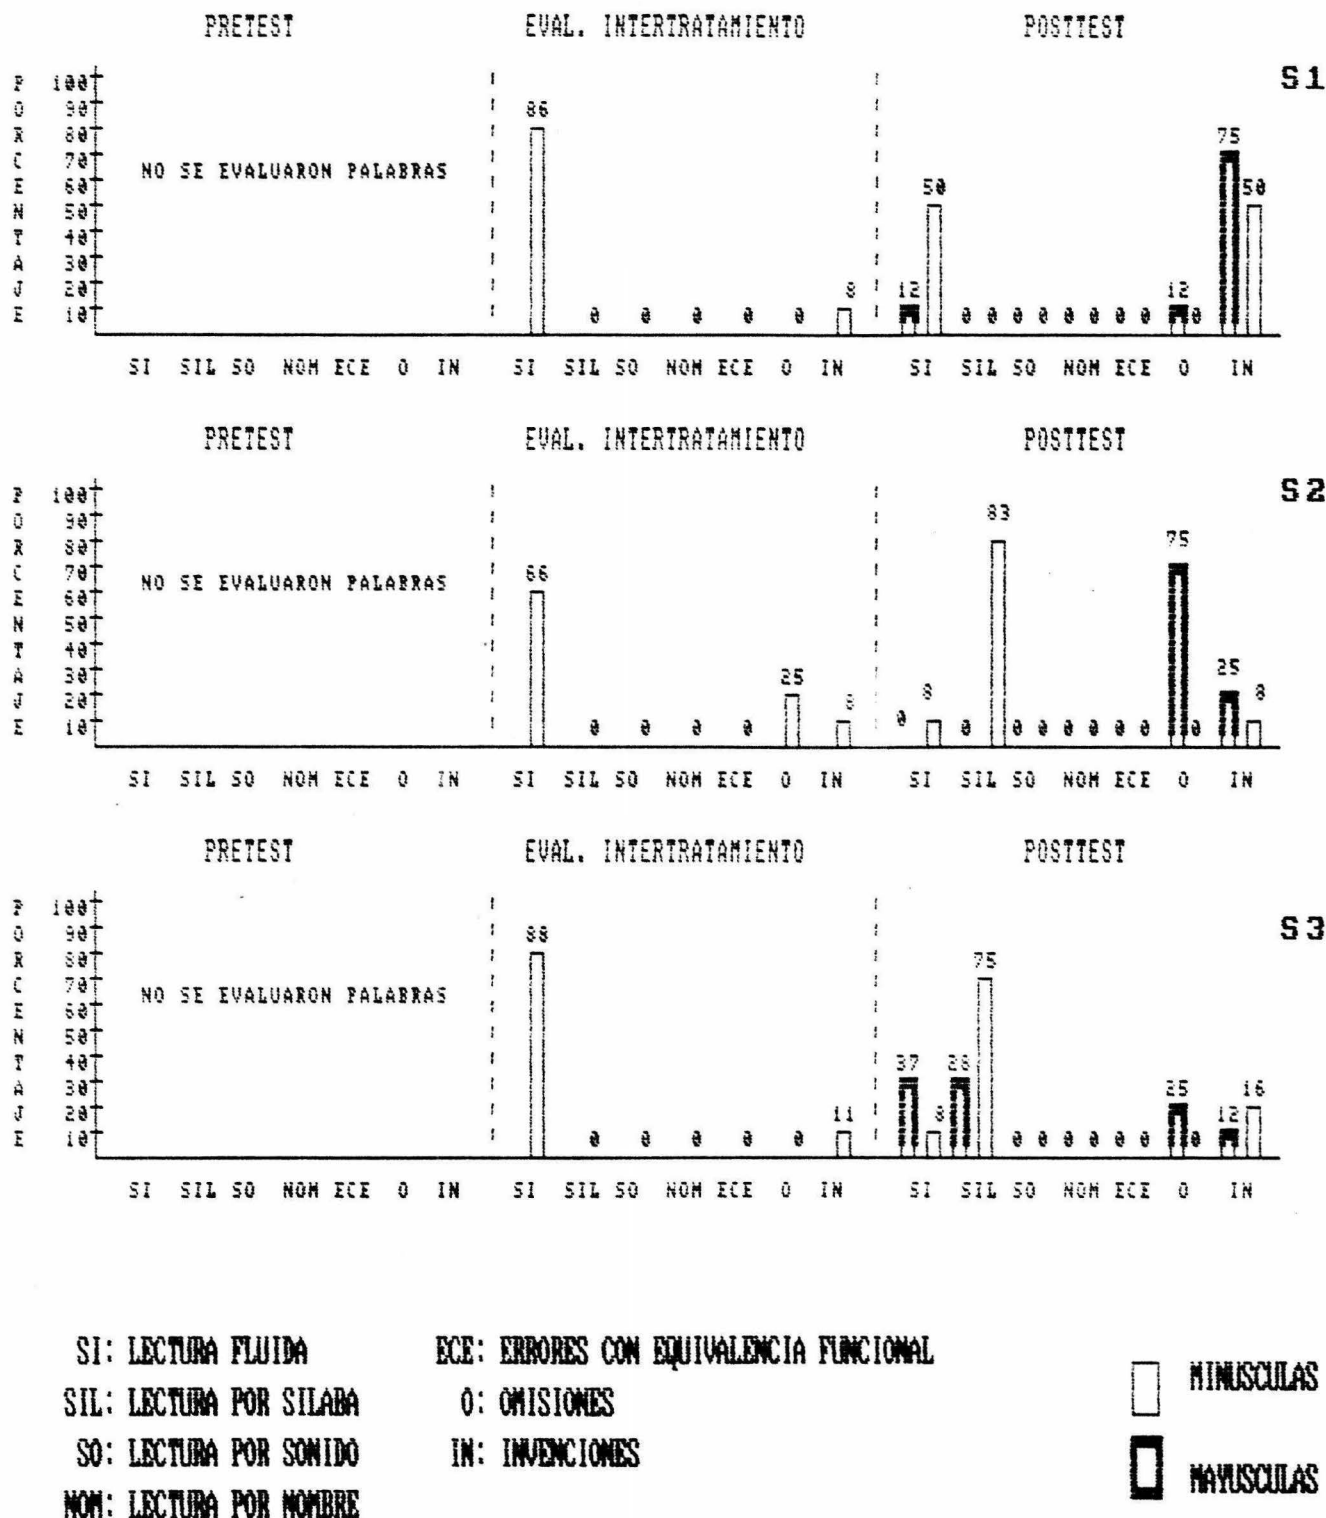 PRETEST EVAL. INTERTRATAMIENTO POSTTEST
S1
PORCENTAJE
100
90
80
70
60
50
40
30
20
10
NO SE EVALUARON PALABRAS
86 0 0 0 0 0 8
12 50 0 0 0 0 0 0 0 0 12 0 75 50
SI SIL SO NOM ECE O IN SI SIL SO NOM ECE O IN SI SIL SO NOM ECE O IN
PRETEST EVAL. INTERTRATAMIENTO POSTTEST
S2
PORCENTAJE
100
90
80
70
60
50
40
30
20
10
NO SE EVALUARON PALABRAS
66 0 0 0 0 25 8
0 8 0 83 0 0 0 0 0 0 75 0 25 8
SI SIL SO NOM ECE O IN SI SIL SO NOM ECE O IN SI SIL SO NOM ECE O IN
PRETEST EVAL. INTERTRATAMIENTO POSTTEST
S3
PORCENTAJE
100
90
80
70
60
50
40
30
20
10
NO SE EVALUARON PALABRAS
88 0 0 0 0 0 11
37 8 28 75 0 0 0 0 0 0 25 0 12 16
SI SIL SO NOM ECE O IN SI SIL SO NOM ECE O IN SI SIL SO NOM ECE O IN
SI: LECTURA FLUIDA
SIL: LECTURA POR SILABA
SO: LECTURA POR SONIDO
NOM: LECTURA POR NOMBRE
ECE: ERRORES CON EQUIVALENCIA FUNCIONAL
O: OMISIONES
IN: INVENCIONES
MINUSCULAS
MAYUSCULAS